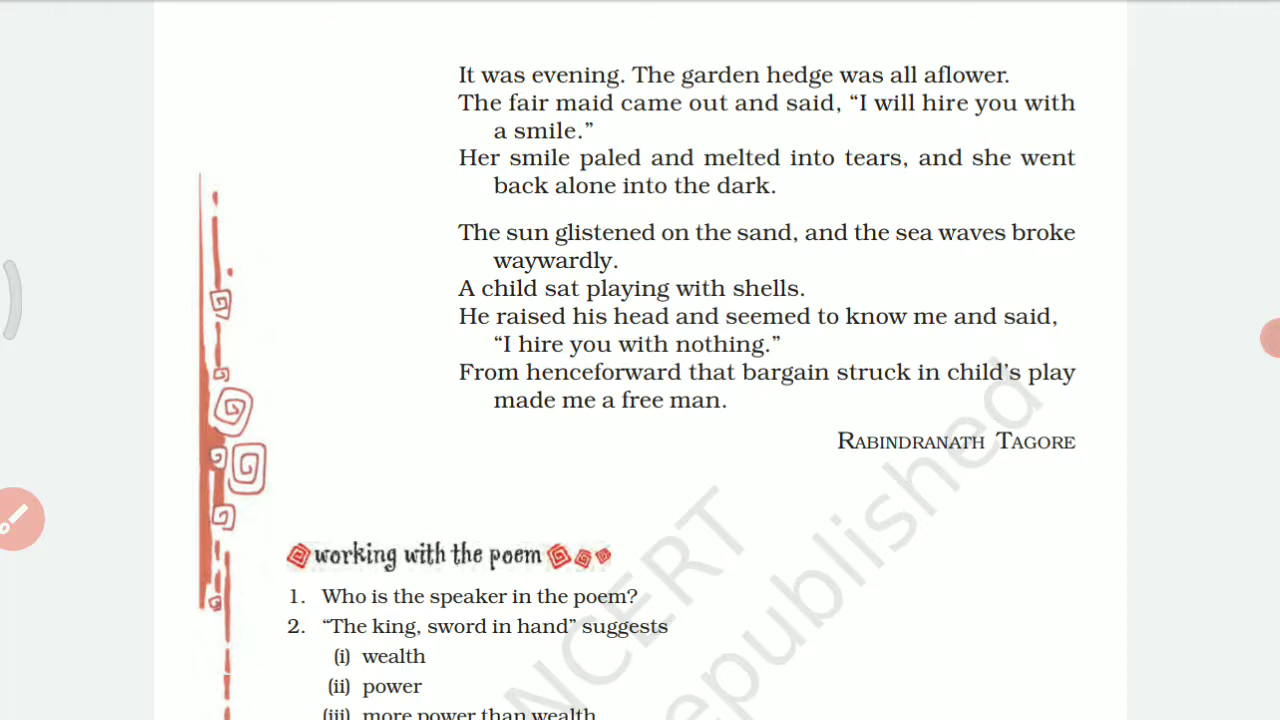 It was evening. The garden hedge was all aflower.
The fair maid came out and said, “I will hire you with
a smile.”
Her smile paled and melted into tears, and she went
back alone into the dark.
The sun glistened on the sand, and the sea waves broke
waywardly.
A child sat playing with shells.
He raised his head and seemed to know me and said,
“I hire you with nothing.”
From henceforward that bargain struck in child’s play
made me a free man.
RABINDRANATH TAGORE
working with the poem
1. Who is the speaker in the poem?
2. “The king, sword in hand” suggests
(i) wealth
(ii) power
(iii) more power than wealth
NCERT
republished